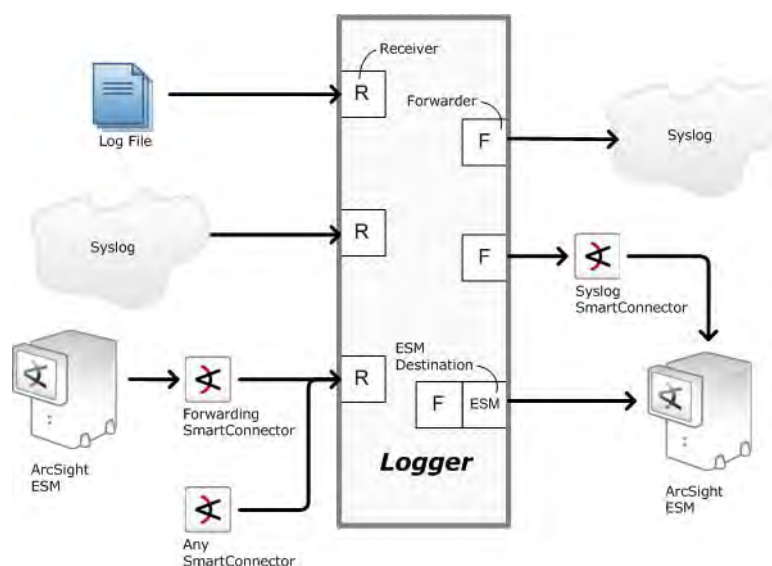 Receiver
R
Log File
Forwarder
F
Syslog
Syslog
R
F
Syslog
SmartConnector
ArcSight
ESM
Forwarding
SmartConnector
R
ESM
Destination
F
ESM
Logger
Any
SmartConnector
ArcSight
ESM